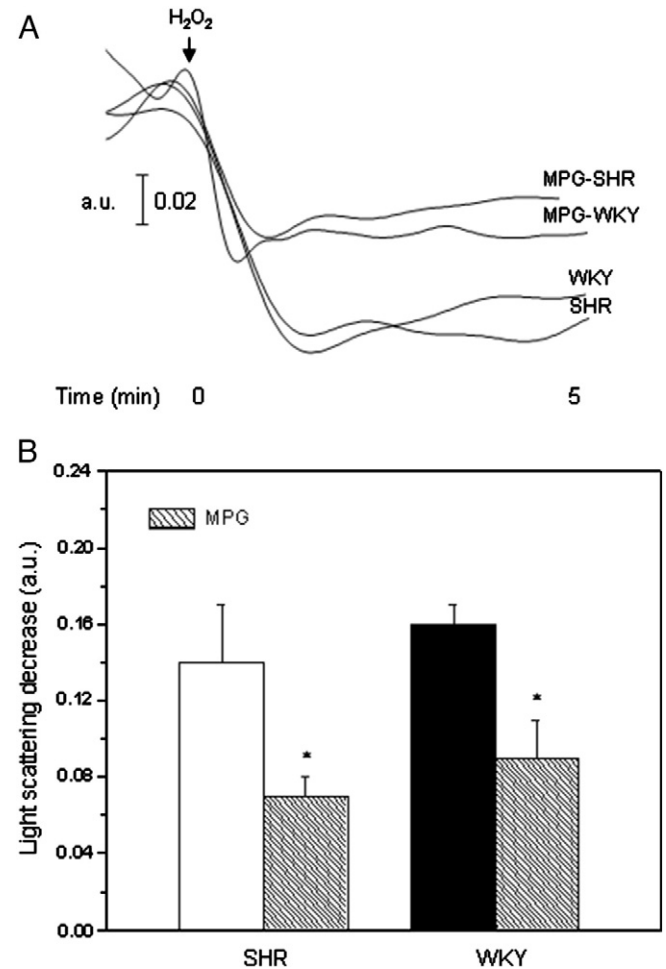 A
H₂O₂
a.u. 0.02
MPG-SHR
MPG-WKY
WKY
SHR
Time (min) 0 5
B
Light scattering decrease (a.u.)
0.24
0.20
0.16
0.12
0.08
0.04
0.00
MPG
*
*
SHR WKY